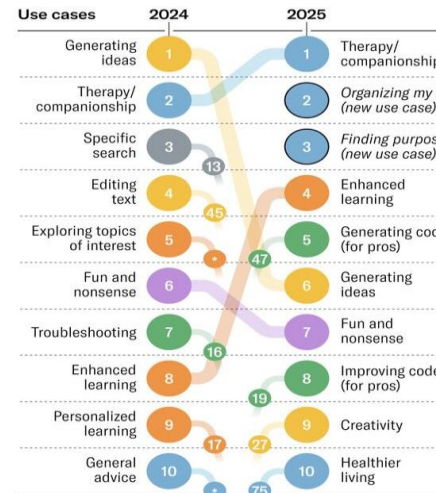 Use cases 2024 2025
Generating
ideas
1
1
Therapy/
companionship
Therapy/
companionship
2
2
Organizing my
(new use case)
Specific
search
3
13
3
Finding
(new use case)
Editing
text
4
45
4
Enhanced
learning
Exploring topics
of interest
5
*
47
5
Generating
(for pros)
Fun and
nonsense
6
6
Generating
ideas
Troubleshooting
7
16
7
Fun and
nonsense
Enhanced
learning
8
19
8
Improving code
(for pros)
Personalized
learning
9
17
27
9
Creativity
General
advice
10
*
75
10
Healthier
living